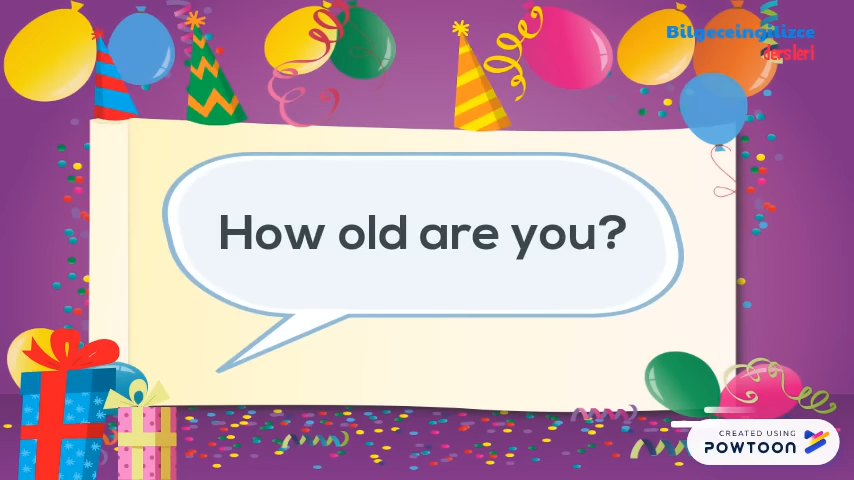 Bilgeceingilizce
dersleri
How old are you?
CREATED USING
POWTOON